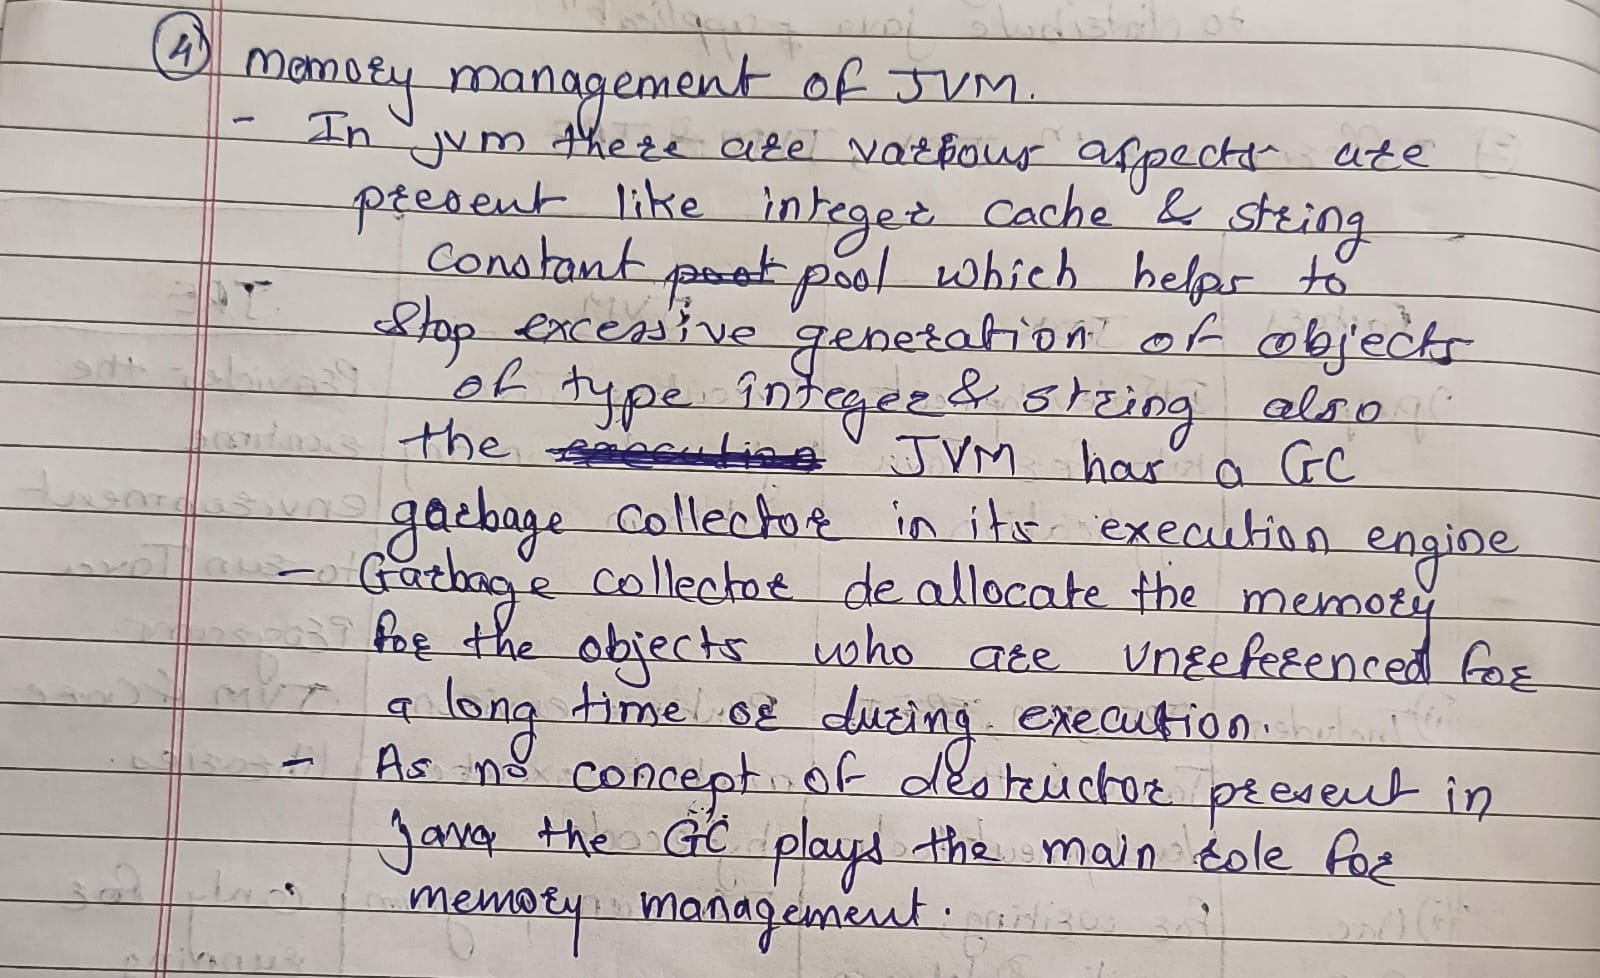 4) Memory management of JVM.
- In jvm there are various aspects are
present like integer cache & string
constant pool which helps to
stop excessive generation of objects
of type integer & string also
the JVM has a GC
garbage collector in its execution engine
- Garbage collector deallocate the memory
for the objects who are unreferenced for
a long time or during execution.
- As no concept of destructor present in
Java the GC plays the main role for
memory management.